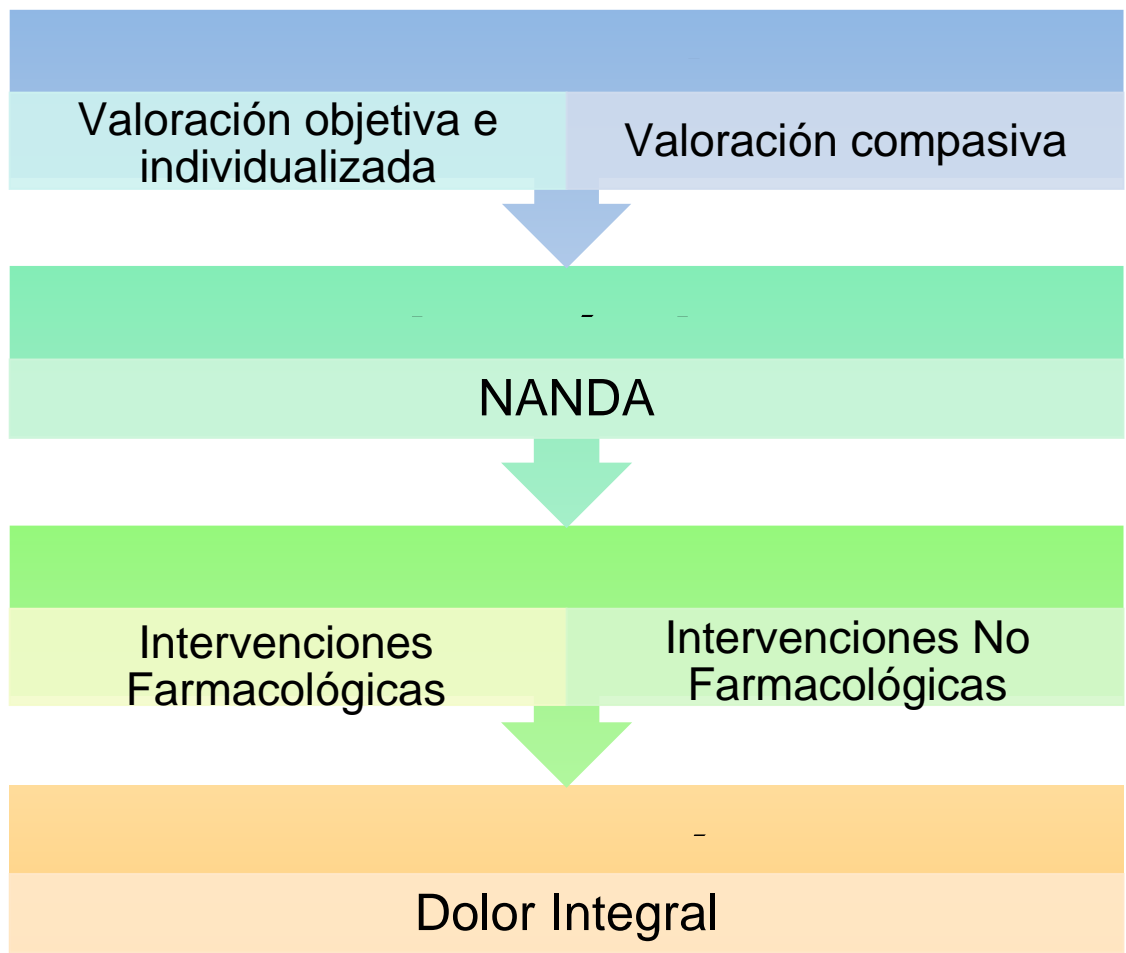 Valoración objetiva e
individualizada
Valoración compasiva
NANDA
Intervenciones
Farmacológicas
Intervenciones No
Farmacológicas
Dolor Integral